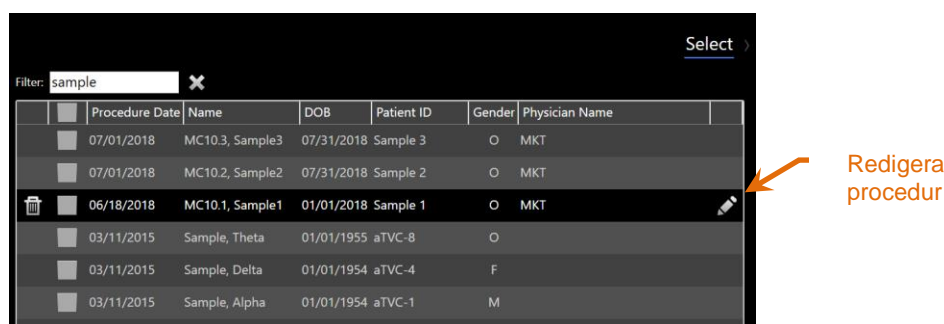 Select
Filter: sample
Procedure Date Name DOB Patient ID Gender Physician Name
07/01/2018 MC10.3, Sample3 07/31/2018 Sample 3 O MKT
07/01/2018 MC10.2, Sample2 07/31/2018 Sample 2 O MKT
06/18/2018 MC10.1, Sample1 01/01/2018 Sample 1 O MKT
03/11/2015 Sample, Theta 01/01/1955 aTVC-8 O
03/11/2015 Sample, Delta 01/01/1954 aTVC-4 F
03/11/2015 Sample, Alpha 01/01/1954 aTVC-1 M
Redigera
procedur